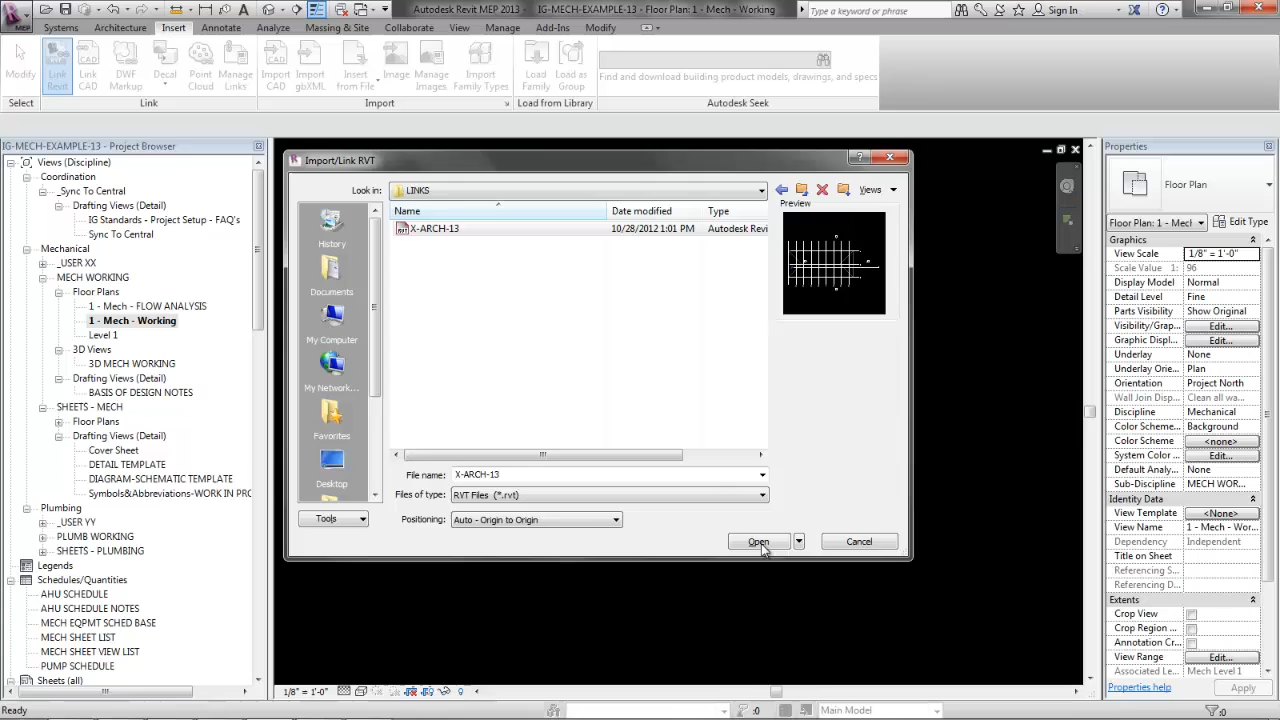 Autodesk Revit MEP 2013 - IG-MECH-EXAMPLE-13 - Floor Plan: 1 - Mech - Working
Type a keyword or phrase
Sign In
MEP
Systems Architecture Insert Annotate Analyze Massing & Site Collaborate View Manage Add-Ins Modify
Modify
Link Revit
Link CAD
DWF Markup
Decal
Point Cloud
Manage Links
Import CAD
Import gbXML
Insert from File
Image
Manage Images
Import Family Types
Load Family
Load as Group
Find and download building product models, drawings, and specs
Select Link Import Load from Library Autodesk Seek
IG-MECH-EXAMPLE-13 - Project Browser
Views (Discipline)
Coordination
_Sync To Central
Drafting Views (Detail)
IG Standards - Project Setup - FAQ's
Sync To Central
Mechanical
_USER XX
MECH WORKING
Floor Plans
1 - Mech - FLOW ANALYSIS
1 - Mech - Working
Level 1
3D Views
3D MECH WORKING
Drafting Views (Detail)
BASIS OF DESIGN NOTES
SHEETS - MECH
Floor Plans
Drafting Views (Detail)
Cover Sheet
DETAIL TEMPLATE
DIAGRAM-SCHEMATIC TEMPLATE
Symbols&Abbreviations-WORK IN PRO
Plumbing
_USER YY
PLUMB WORKING
SHEETS - PLUMBING
Legends
Schedules/Quantities
AHU SCHEDULE
AHU SCHEDULE NOTES
MECH EQPMT SCHED BASE
MECH SHEET LIST
MECH SHEET VIEW LIST
PUMP SCHEDULE
Sheets (all)
Import/Link RVT
Look in: LINKS
Views
Name Date modified Type
X-ARCH-13 10/28/2012 1:01 PM Autodesk Revi
Preview
History
Documents
My Computer
My Network...
Favorites
Desktop
File name: X-ARCH-13
Files of type: RVT Files (*.rvt)
Tools
Positioning: Auto - Origin to Origin
Open
Cancel
Properties
Floor Plan
Floor Plan: 1 - Mecl Edit Type
Graphics
View Scale 1/8" = 1'-0"
Scale Value 1: 96
Display Model Normal
Detail Level Fine
Parts Visibility Show Original
Visibility/Grap... Edit...
Graphic Displ... Edit...
Underlay None
Underlay Orie... Plan
Orientation Project North
Wall Join Displ... Clean all wa...
Discipline Mechanical
Color Scheme... Background
Color Scheme <none>
System Color ... Edit...
Default Analy... None
Sub-Discipline MECH WOR...
Identity Data
View Template <None>
View Name 1 - Mech - Wor...
Dependency Independent
Title on Sheet
Referencing S...
Referencing D...
Extents
Crop View
Crop Region ...
Annotation Cr...
View Range Edit...
Associated Le... Mech Level 1
Properties help
Apply
1/8" = 1'-0"
Ready
:0
Main Model
:0